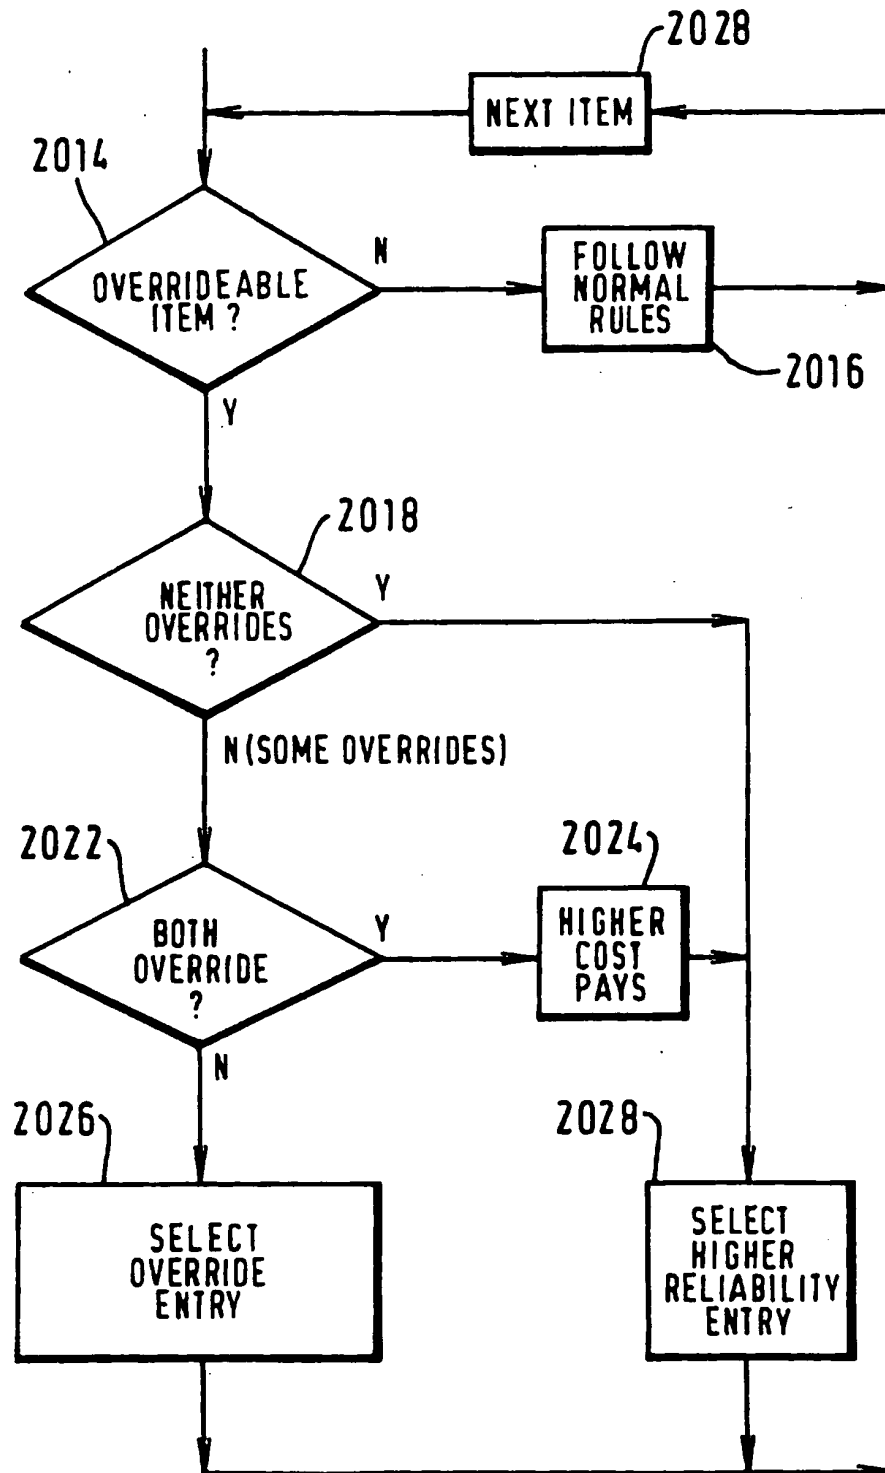 2028
NEXT ITEM
2014
N
OVERRIDEABLE
ITEM ?
FOLLOW
NORMAL
RULES
2016
Y
2018
NEITHER
OVERRIDES
?
Y
N (SOME OVERRIDES)
2022
2024
BOTH
OVERRIDE
?
Y
HIGHER
COST
PAYS
N
2026
2028
SELECT
OVERRIDE
ENTRY
SELECT
HIGHER
RELIABILITY
ENTRY